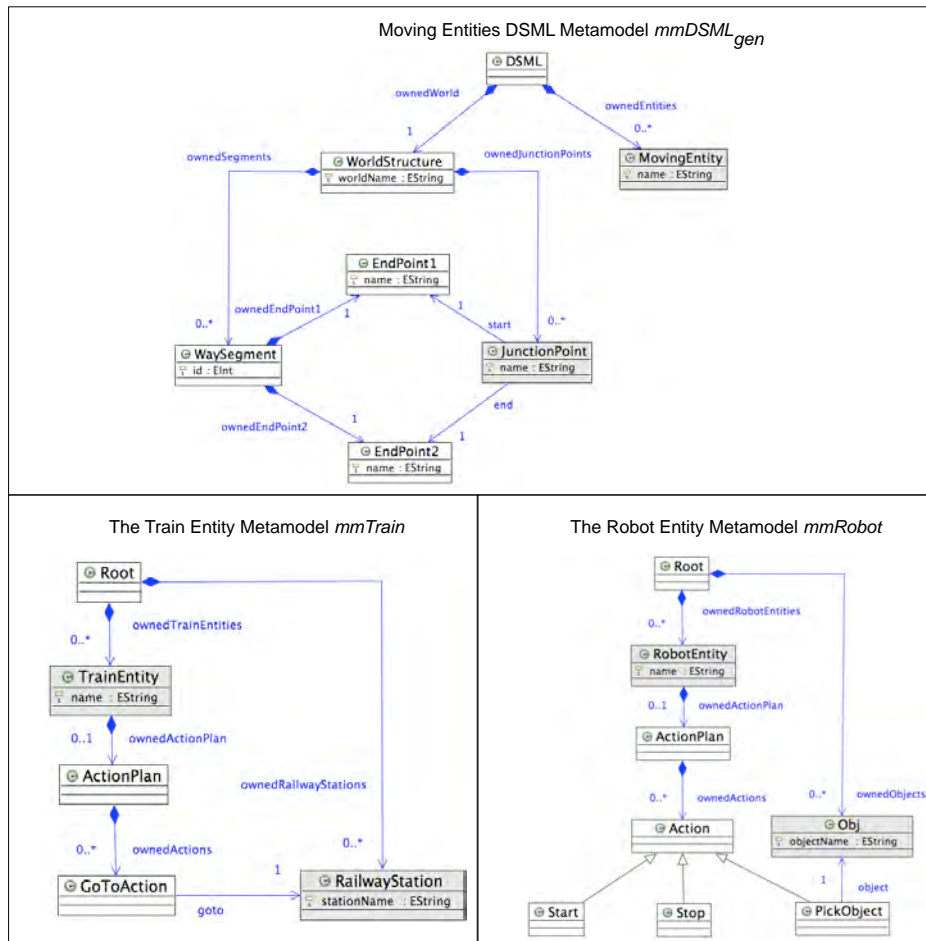 Moving Entities DSML Metamodel mmDSMLgen
DSML
ownedWorld
ownedEntities
1
0..*
ownedSegments
WorldStructure
worldName : EString
ownedJunctionPoints
MovingEntity
name : EString
EndPoint1
name : EString
ownedEndPoint1
1
1
start
0..*
0..*
WaySegment
id : EInt
JunctionPoint
name : EString
ownedEndPoint2
end
1
1
EndPoint2
name : EString
The Train Entity Metamodel mmTrain
Root
ownedTrainEntities
0..*
TrainEntity
name : EString
0..1
ownedActionPlan
ActionPlan
ownedRailwayStations
0..*
ownedActions
0..*
GoToAction
1
goto
RailwayStation
stationName : EString
The Robot Entity Metamodel mmRobot
Root
ownedRobotEntities
0..*
RobotEntity
name : EString
0..1
ownedActionPlan
ActionPlan
0..*
ownedActions
0..*
ownedObjects
Action
Obj
objectName : EString
1
object
Start
Stop
PickObject